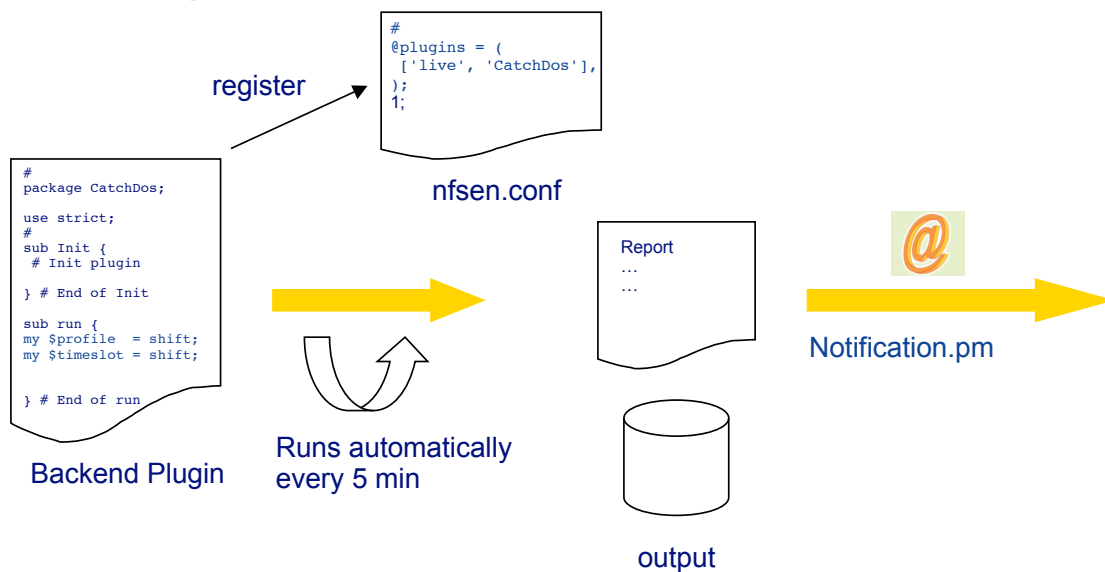 #
@plugins = (
['live', 'CatchDos'],
);
1;
register
nfsen.conf
#
package CatchDos;
use strict;
#
sub Init {
# Init plugin
} # End of Init
sub run {
my $profile = shift;
my $timeslot = shift;
} # End of run
Backend Plugin
Runs automatically
every 5 min
Report
…
…
output
@
Notification.pm